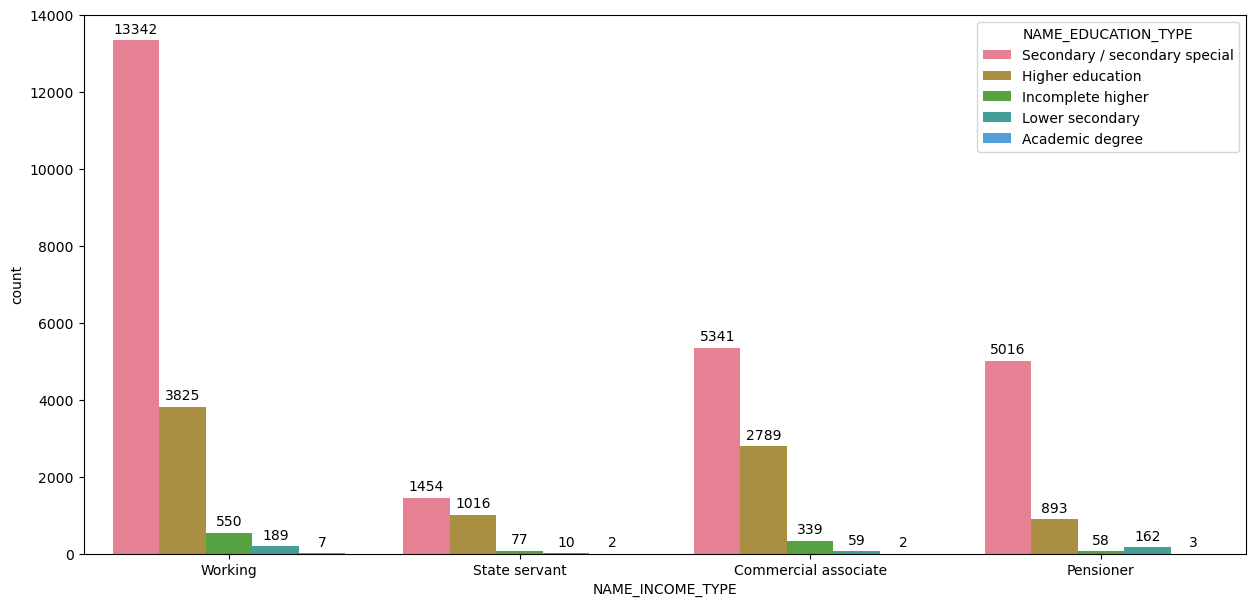 14000
12000
10000
8000
6000
4000
2000
0
count
13342
3825
550
189
7
1454
1016
77
10
2
5341
2789
339
59
2
5016
893
58
162
3
Working
State servant
Commercial associate
Pensioner
NAME_INCOME_TYPE
NAME_EDUCATION_TYPE
Secondary / secondary special
Higher education
Incomplete higher
Lower secondary
Academic degree